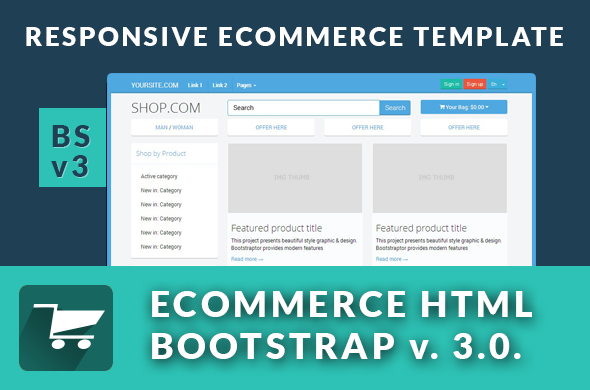 RESPONSIVE ECOMMERCE TEMPLATE
BS
v3
YOURSITE.COM Link 1 Link 2 Pages Sign in Sign up En
SHOP.COM Search Search Your Bag: $0.00
MAN / WOMAN OFFER HERE OFFER HERE OFFER HERE
Shop by Product
Active category
New in: Category
New in: Category
New in: Category
New in: Category
New in: Category
IMG THUMB IMG THUMB
Featured product title Featured product title
This project presents beautiful style graphic & design. This project presents beautiful style graphic & design.
Bootstraptor provides modern features Bootstraptor provides modern features
Read more → Read more →
ECOMMERCE HTML
BOOTSTRAP v. 3.0.